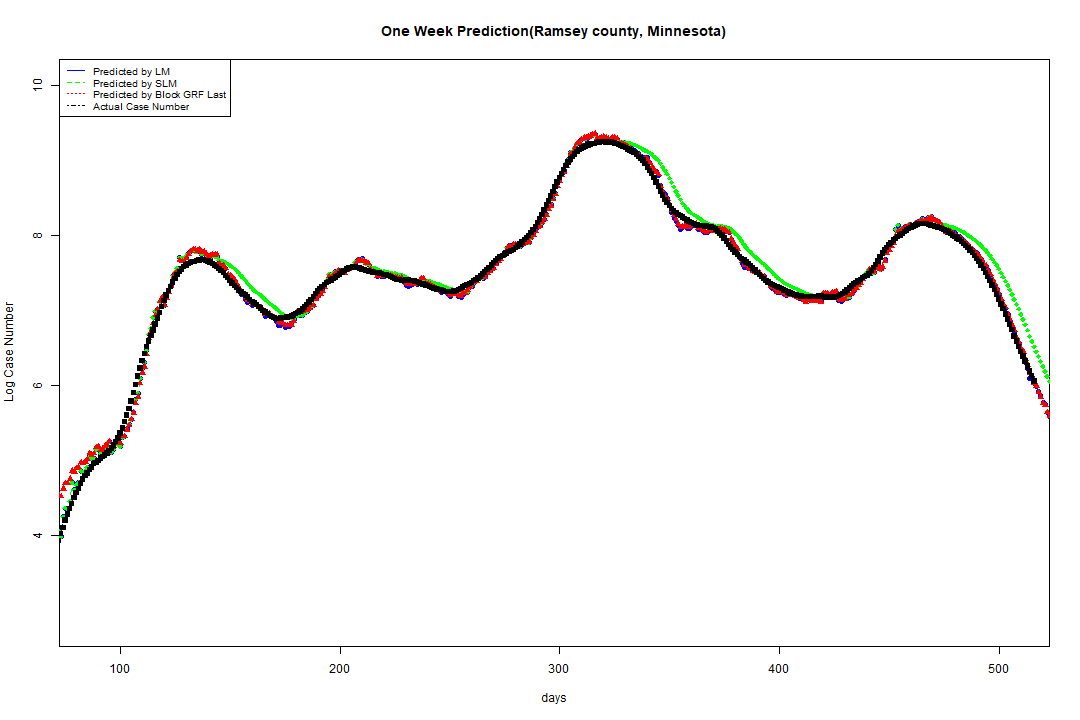 One Week Prediction(Ramsey county, Minnesota)
Predicted by LM
Predicted by SLM
Predicted by Block GRF Last
Actual Case Number
Log Case Number
10
8
6
4
100 200 300 400 500
days